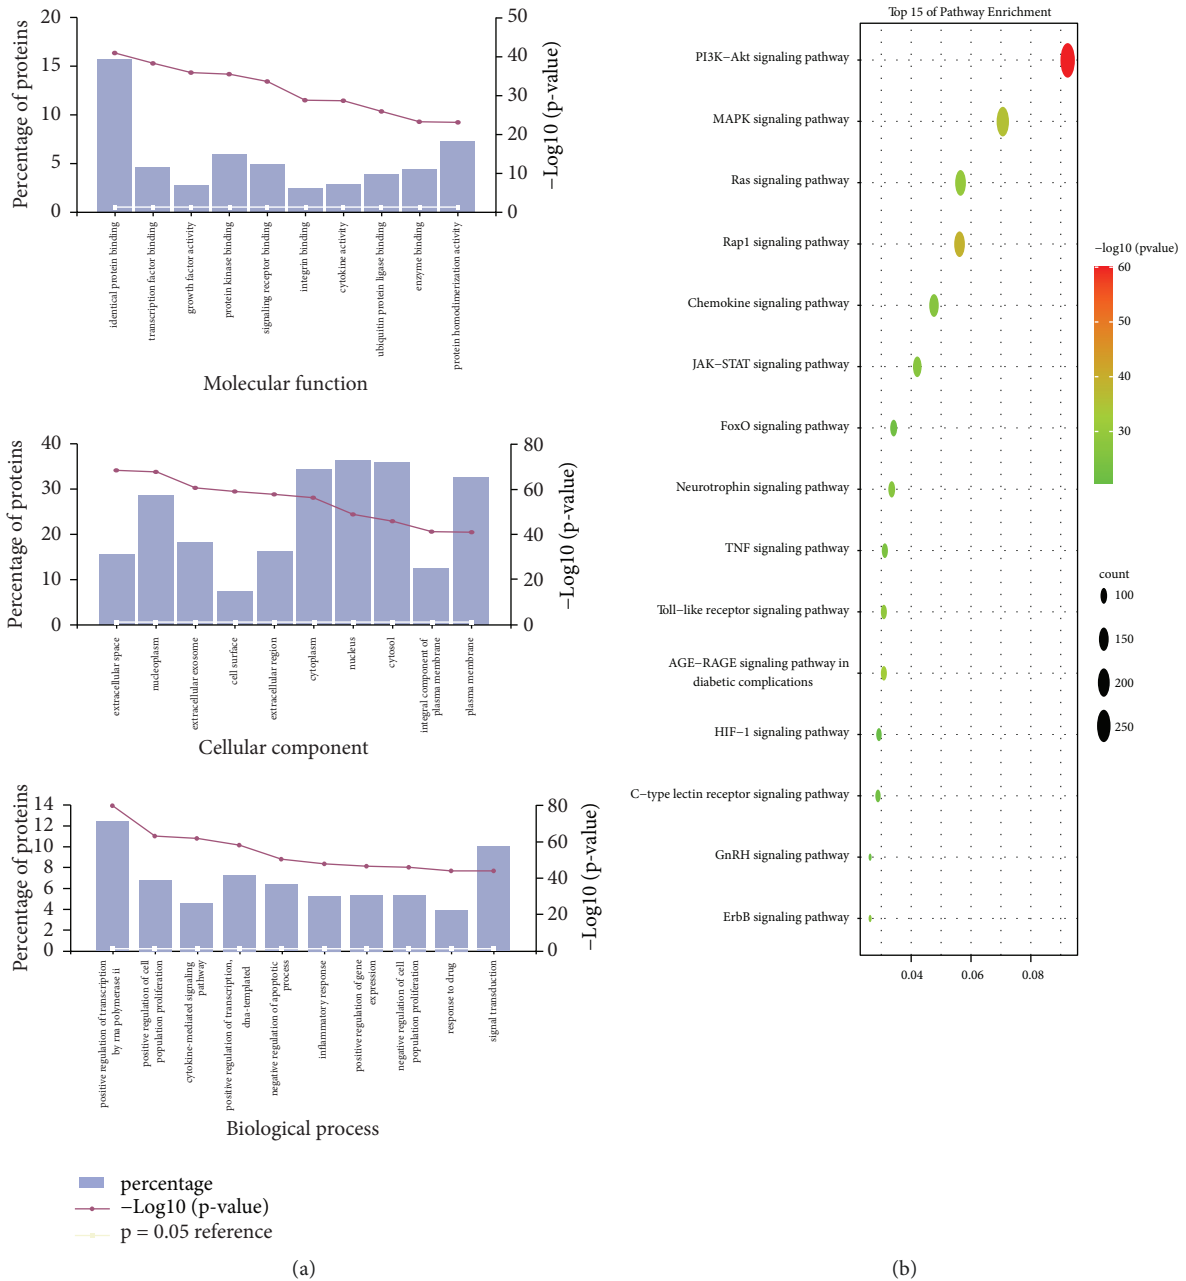 20
15
10
5
0
Percentage of proteins
50
40
30
20
10
0
−Log10 (p-value)
identical protein binding
transcription factor binding
growth factor activity
protein kinase binding
signaling receptor binding
integrin binding
cytokine activity
ubiquitin protein ligase binding
enzyme binding
protein homodimerization activity
Molecular function
40
30
20
10
0
Percentage of proteins
80
60
40
20
0
−Log10 (p-value)
extracellular space
nucleoplasm
extracellular exosome
cell surface
extracellular region
cytoplasm
nucleus
cytosol
integral component of
plasma membrane
plasma membrane
Cellular component
14
12
10
8
6
4
2
0
Percentage of proteins
80
60
40
20
0
−Log10 (p-value)
positive regulation of transcription
by rna polymerase ii
positive regulation of cell
population proliferation
cytokine-mediated signaling
pathway
positive regulation of transcription,
dna-templated
negative regulation of apoptotic
process
inflammatory response
positive regulation of gene
expression
negative regulation of cell
population proliferation
response to drug
signal transduction
Biological process
percentage
−Log10 (p-value)
p = 0.05 reference
(a)
Top 15 of Pathway Enrichment
PI3K−Akt signaling pathway
MAPK signaling pathway
Ras signaling pathway
Rap1 signaling pathway
Chemokine signaling pathway
JAK−STAT signaling pathway
FoxO signaling pathway
Neurotrophin signaling pathway
TNF signaling pathway
Toll−like receptor signaling pathway
AGE−RAGE signaling pathway in
diabetic complications
HIF−1 signaling pathway
C−type lectin receptor signaling pathway
GnRH signaling pathway
ErbB signaling pathway
0.04
0.06
0.08
−log10 (pvalue)
60
50
40
30
count
100
150
200
250
(b)